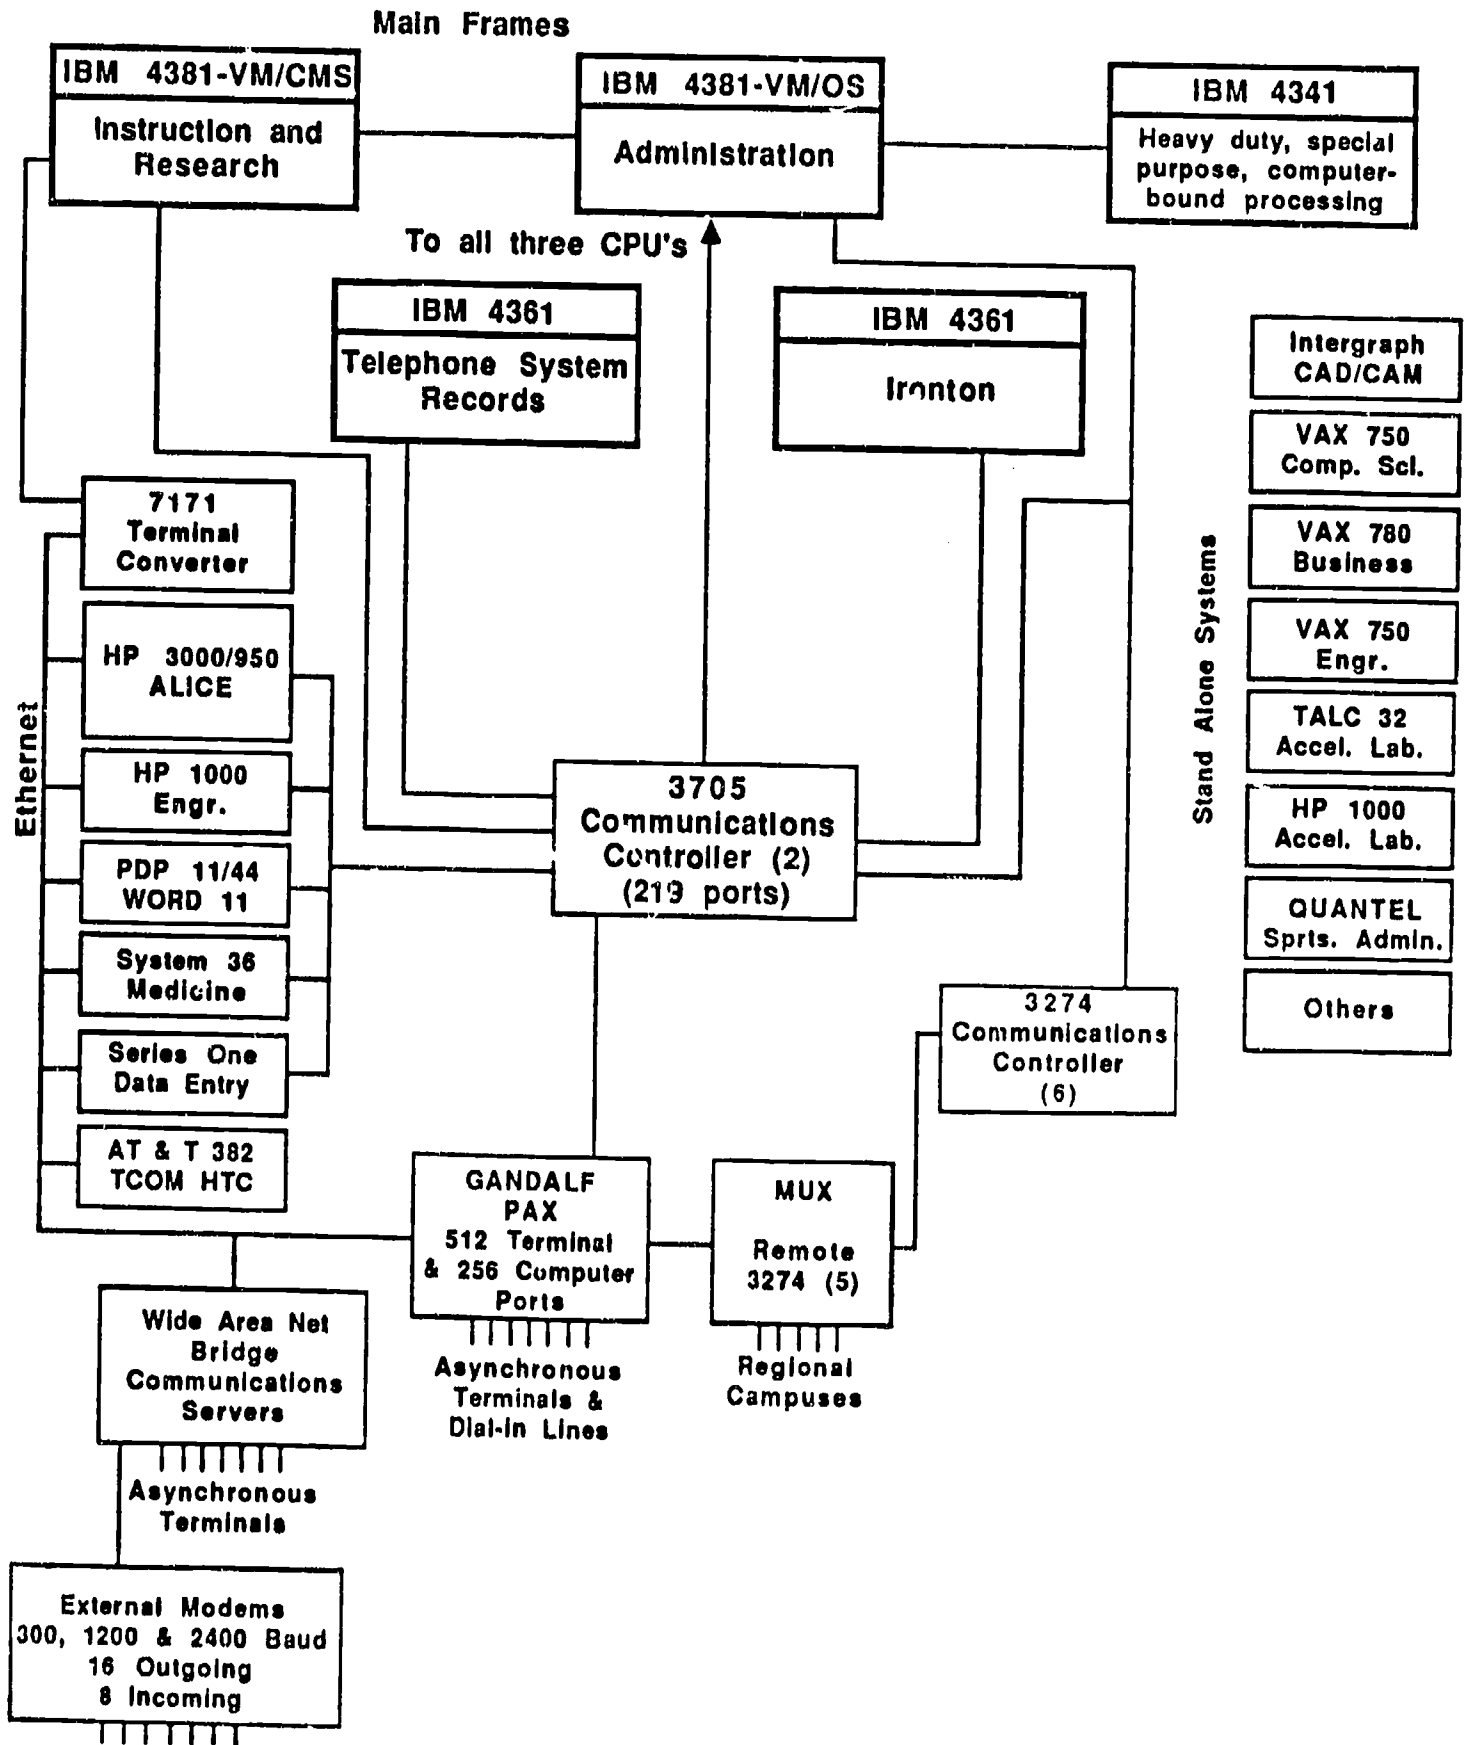 Main Frames
IBM 4381-VM/CMS
Instruction and
Research
IBM 4381-VM/OS
Administration
IBM 4341
Heavy duty, special
purpose, computer-
bound processing
To all three CPU's
IBM 4361
Telephone System
Records
IBM 4361
Ironton
7171
Terminal
Converter
HP 3000/950
ALICE
HP 1000
Engr.
PDP 11/44
WORD 11
System 36
Medicine
Series One
Data Entry
AT & T 382
TCOM HTC
Ethernet
3705
Communications
Controller (2)
(219 ports)
3274
Communications
Controller
(6)
Stand Alone Systems
Intergraph
CAD/CAM
VAX 750
Comp. Sci.
VAX 780
Business
VAX 750
Engr.
TALC 32
Accel. Lab.
HP 1000
Accel. Lab.
QUANTEL
Sprts. Admin.
Others
GANDALF
PAX
512 Terminal
& 256 Computer
Ports
Asynchronous
Terminals &
Dial-in Lines
MUX
Remote
3274 (5)
Regional
Campuses
Wide Area Net
Bridge
Communications
Servers
Asynchronous
Terminals
External Modems
300, 1200 & 2400 Baud
16 Outgoing
8 Incoming